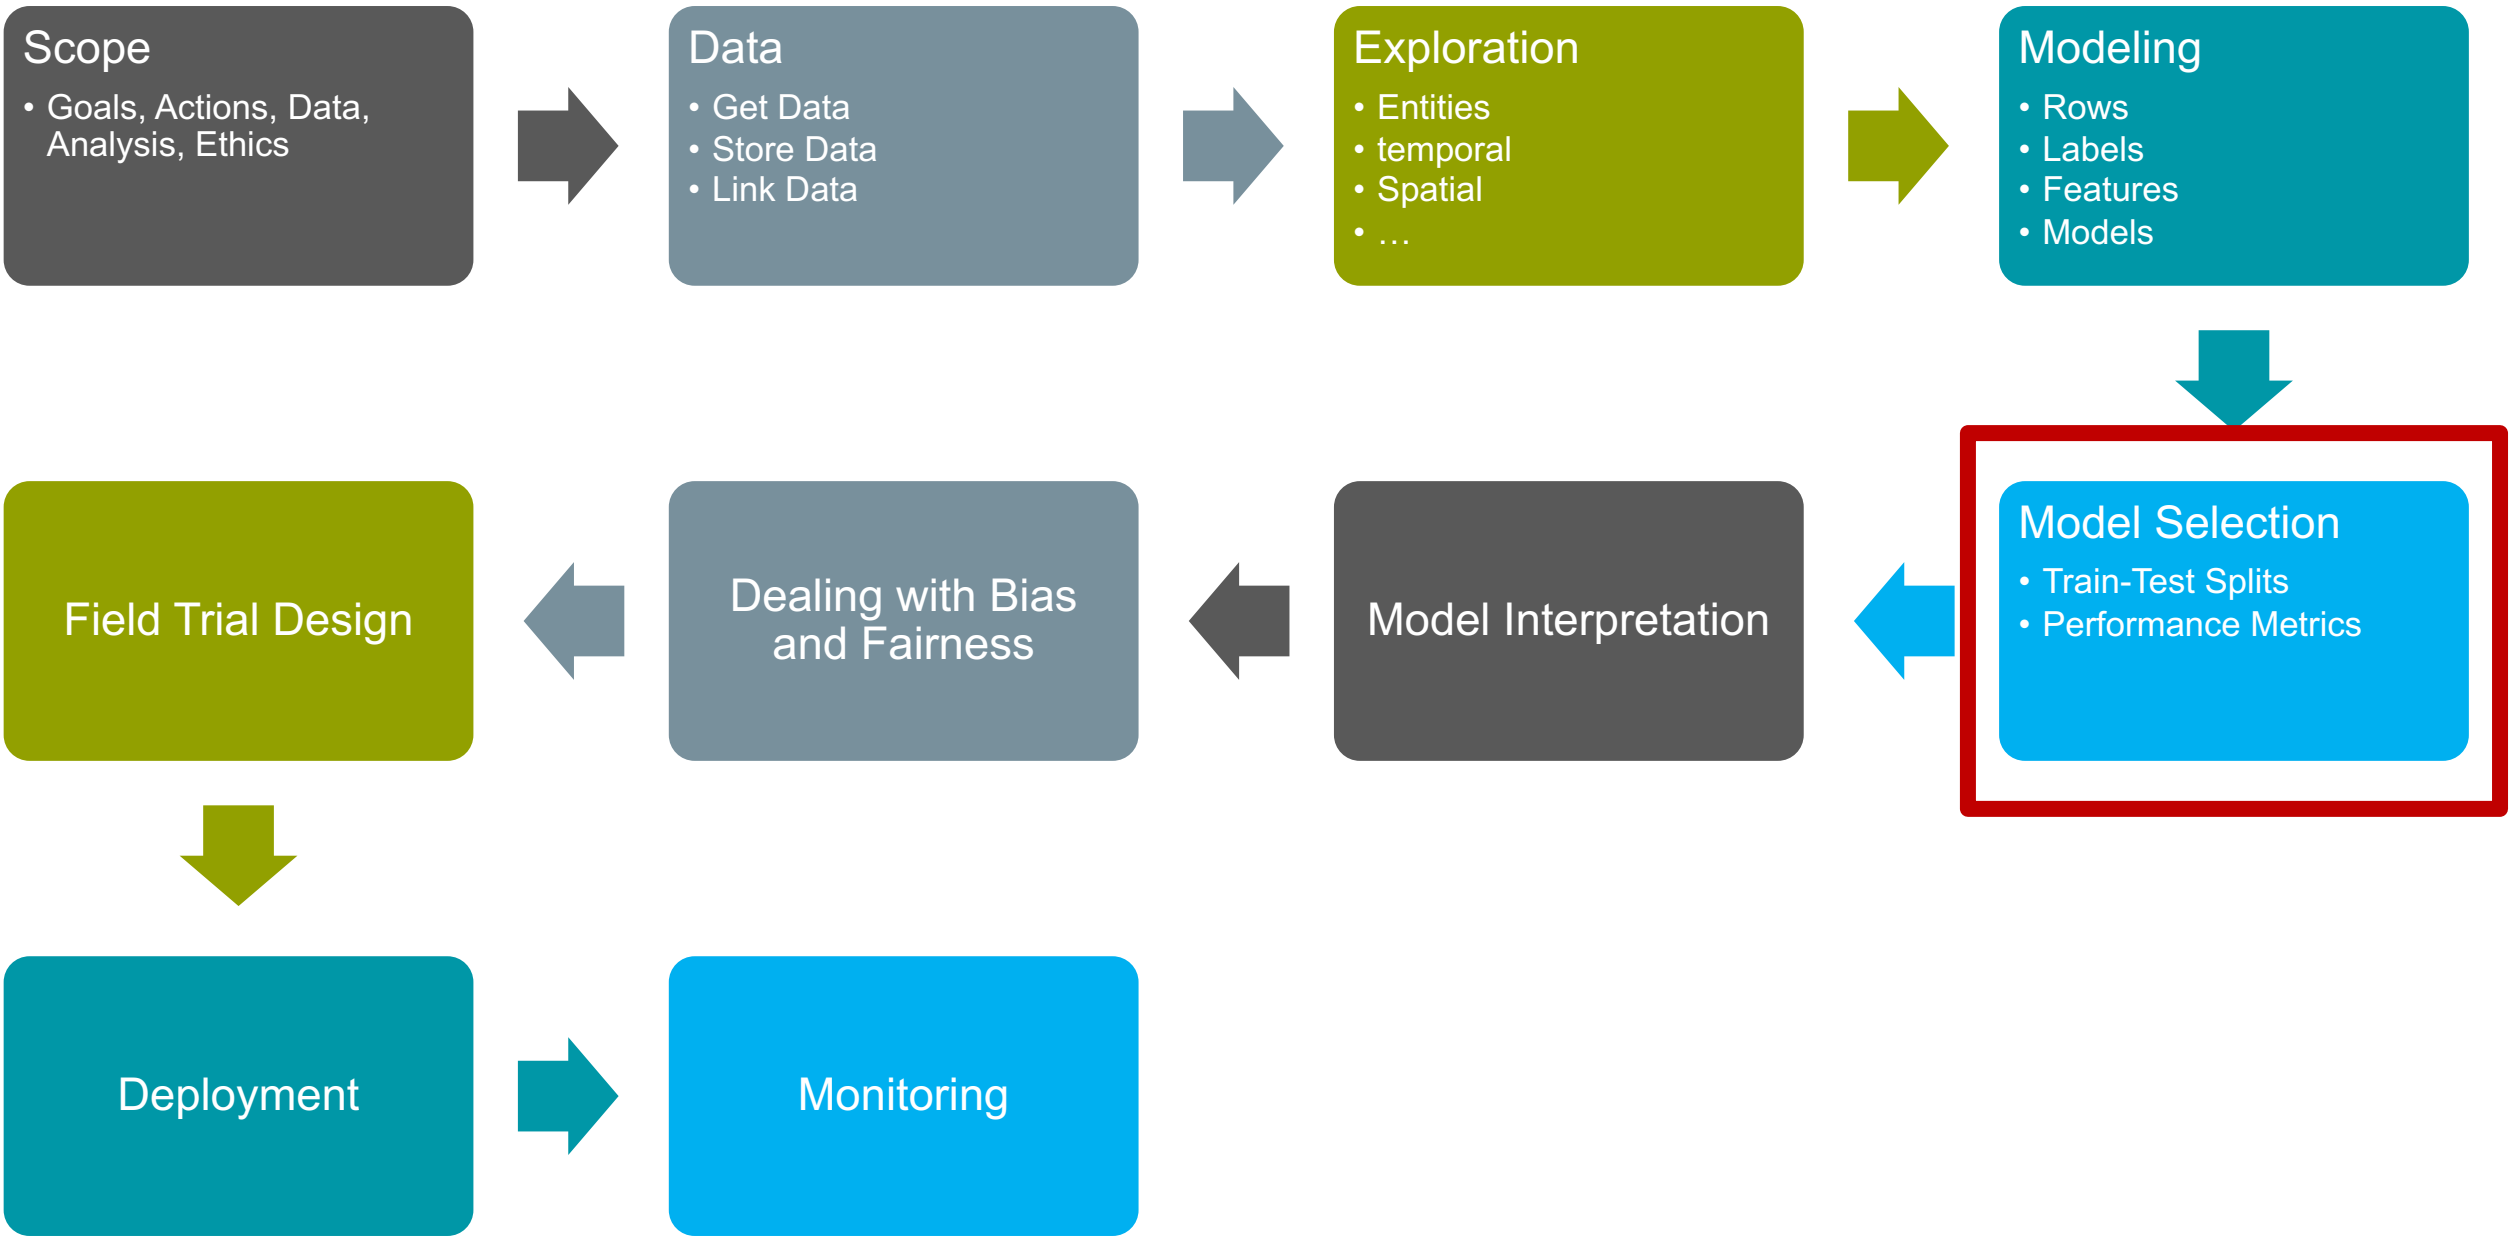 Scope
• Goals, Actions, Data,
Analysis, Ethics
Data
• Get Data
• Store Data
• Link Data
Exploration
• Entities
• temporal
• Spatial
• …
Modeling
• Rows
• Labels
• Features
• Models
Model Selection
• Train-Test Splits
• Performance Metrics
Model Interpretation
Dealing with Bias
and Fairness
Field Trial Design
Deployment
Monitoring